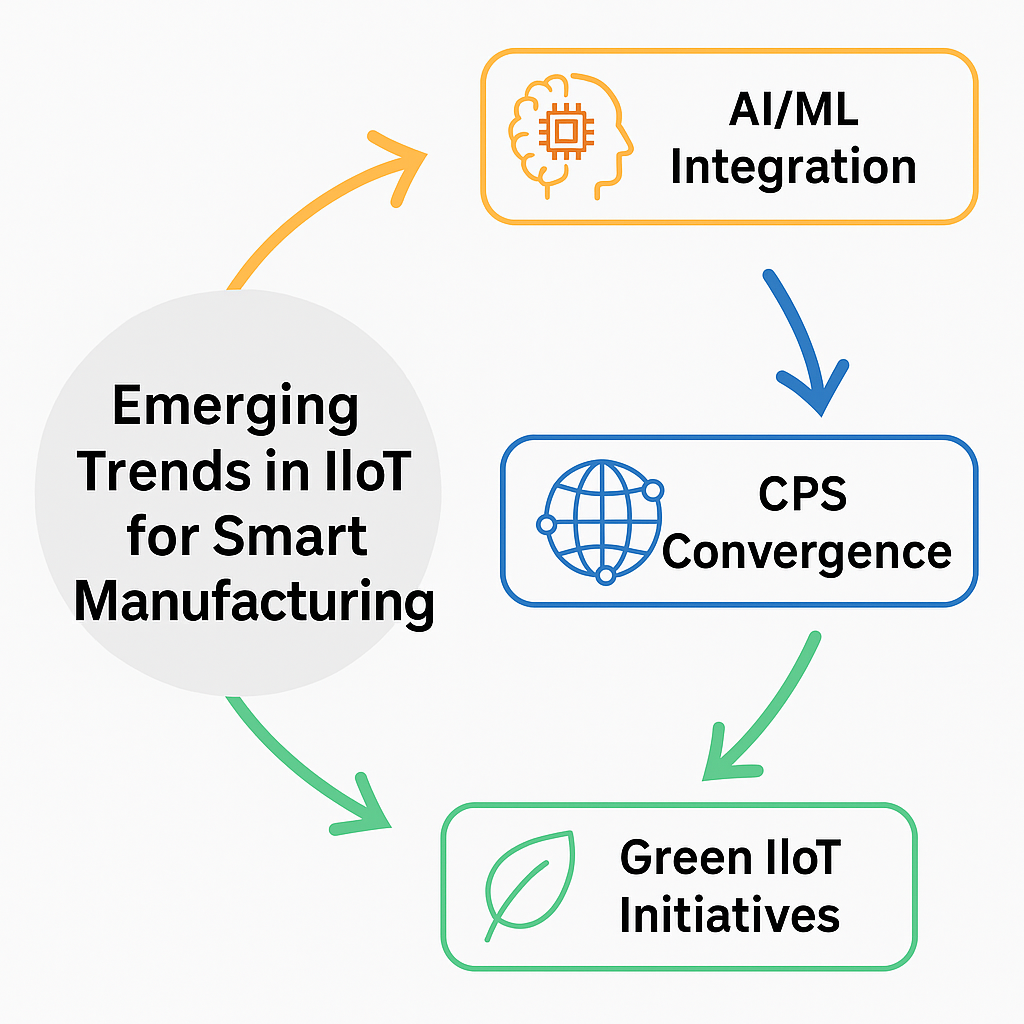 Emerging
Trends in IIoT
for Smart
Manufacturing
AI/ML
Integration
CPS
Convergence
Green IIoT
Initiatives